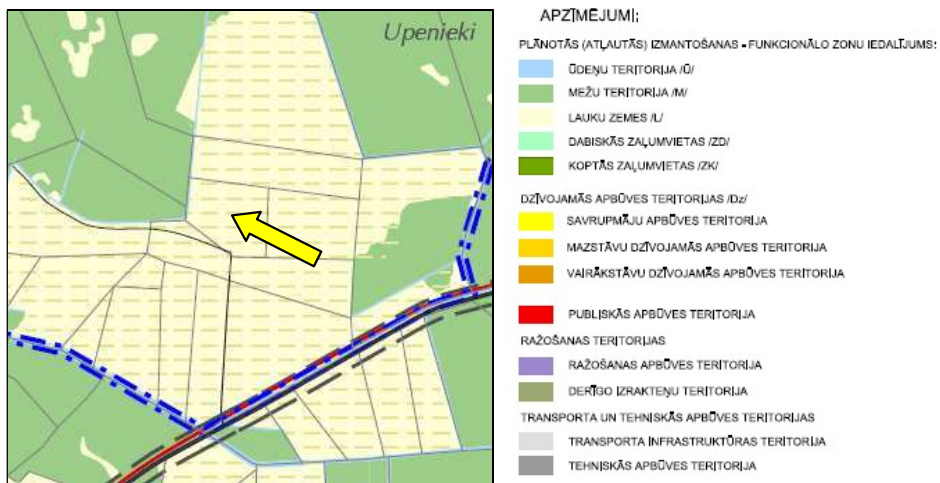 Upenieki
APZĪMĒJUMI:
PLĀNOTĀS (ATĻAUTĀS) IZMANTOŠANAS - FUNKCIONĀLO ZONU IEDALĪJUMS:
ŪDEŅU TERITORIJA /Ū/
MEŽU TERITORIJA /M/
LAUKU ZEMES /L/
DABISKĀS ZAĻUMVIETAS /ZD/
KOPTĀS ZAĻUMVIETAS /ZK/
DZĪVOJAMĀS APBŪVES TERITORIJAS /Dz/
SAVRUPMĀJU APBŪVES TERITORIJA
MAZSTĀVU DZĪVOJAMĀS APBŪVES TERITORIJA
VAIRĀKSTĀVU DZĪVOJAMĀS APBŪVES TERITORIJA
PUBLISKĀS APBŪVES TERITORIJA
RAŽOŠANAS TERITORIJAS
RAŽOŠANAS APBŪVES TERITORIJA
DERĪGO IZRAKTEŅU TERITORIJA
TRANSPORTA UN TEHNISKĀS APBŪVES TERITORIJAS
TRANSPORTA INFRASTRUKTŪRAS TERITORIJA
TEHNISKĀS APBŪVES TERITORIJA